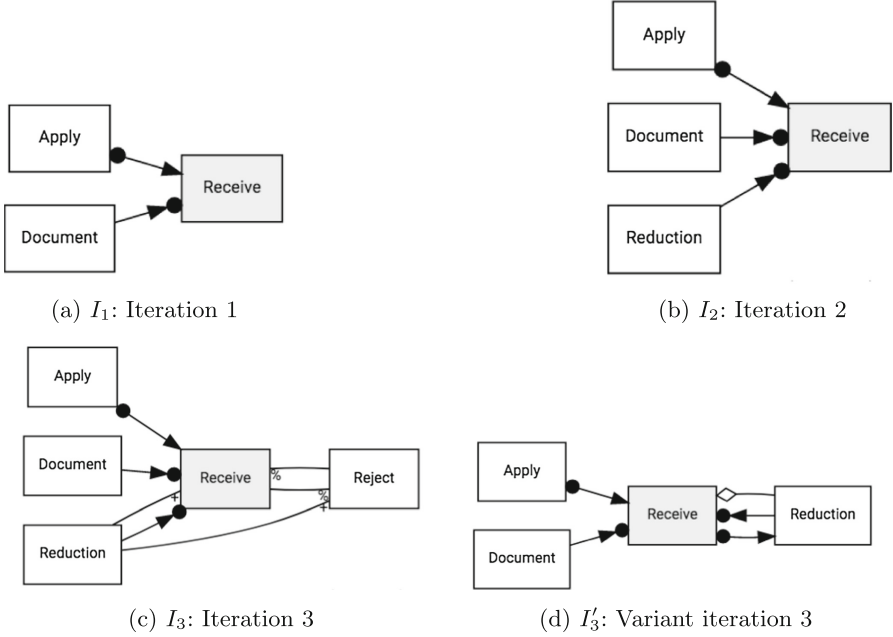 Apply
Document
Receive
(a) I₁: Iteration 1
Apply
Document
Reduction
Receive
(b) I₂: Iteration 2
Apply
Document
Reduction
Receive
Reject
+
%
%
+
(c) I₃: Iteration 3
Apply
Document
Receive
Reduction
(d) I′₃: Variant iteration 3